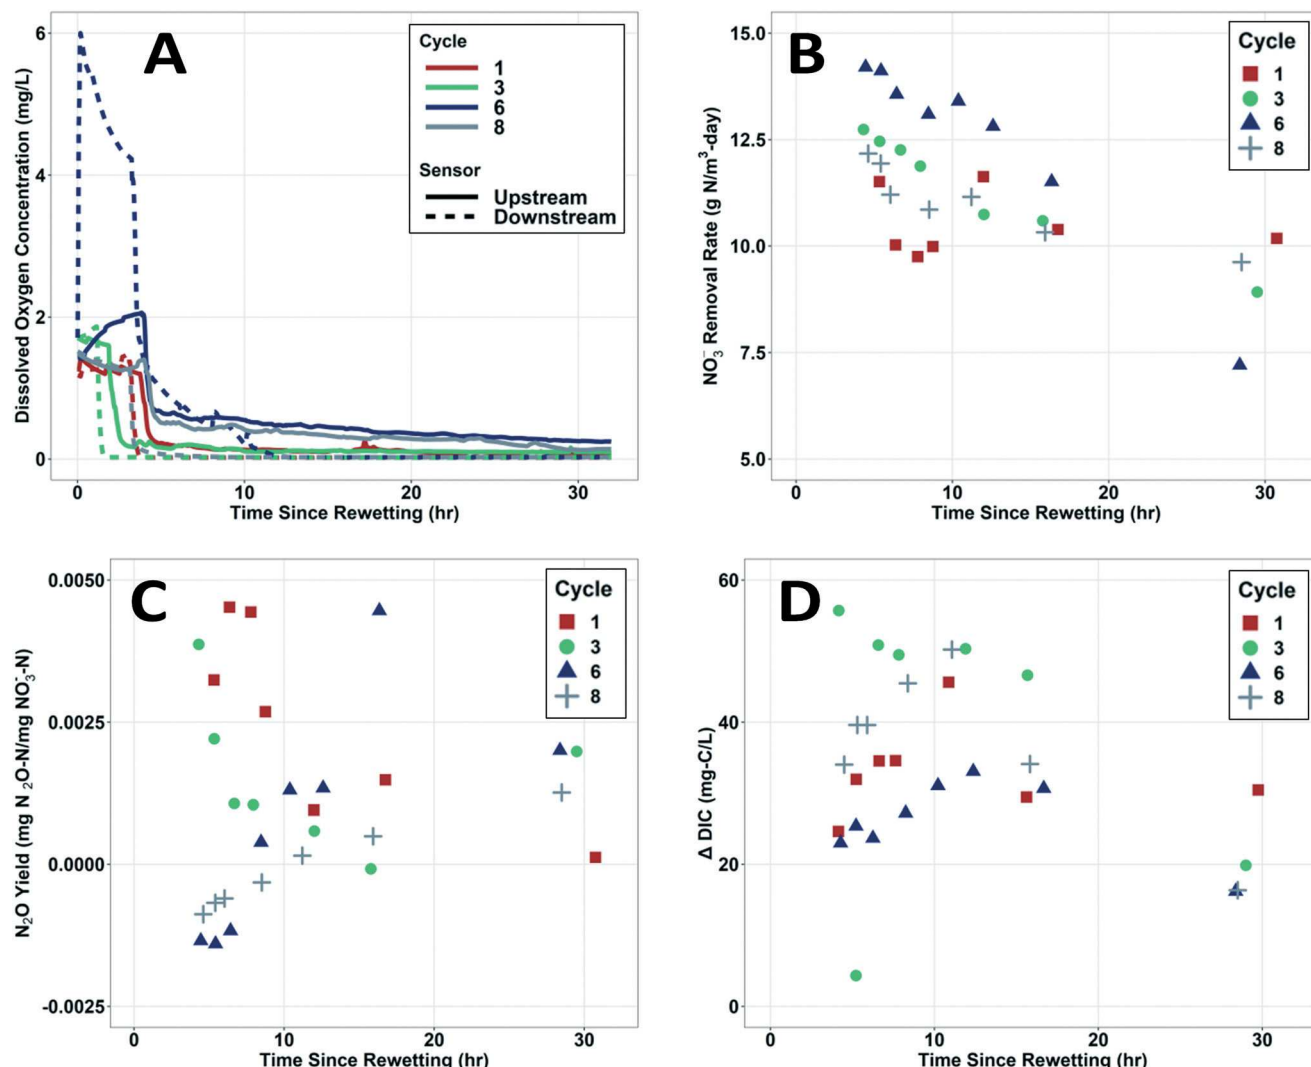 A
Dissolved Oxygen Concentration (mg/L)
6
4
2
0
0 10 20 30
Time Since Rewetting (hr)
Cycle
1
3
6
8
Sensor
Upstream
Downstream
B
NO₃⁻ Removal Rate (g N/m³-day)
15.0
12.5
10.0
7.5
5.0
0 10 20 30
Time Since Rewetting (hr)
Cycle
1
3
6
8
C
N₂O Yield (mg N ₂O-N/mg NO₃⁻-N)
0.0050
0.0025
0.0000
-0.0025
0 10 20 30
Time Since Rewetting (hr)
Cycle
1
3
6
8
D
Δ DIC (mg-C/L)
60
40
20
0
0 10 20 30
Time Since Rewetting (hr)
Cycle
1
3
6
8